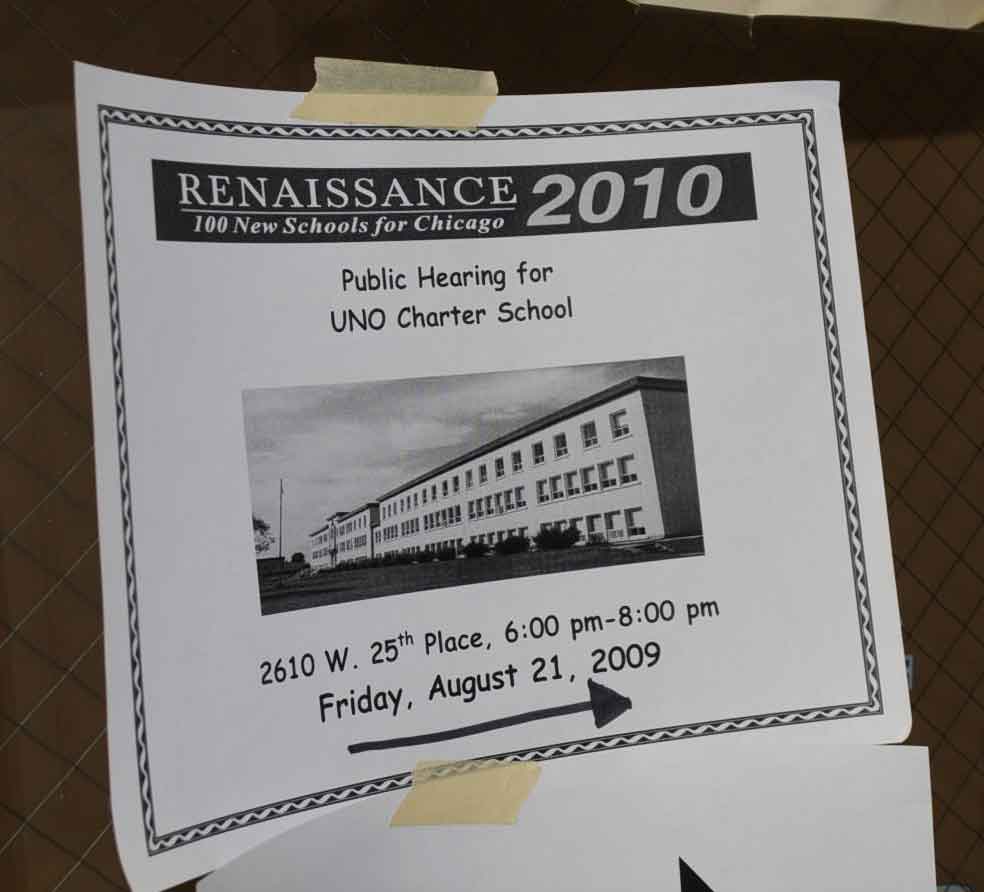 RENAISSANCE 2010
100 New Schools for Chicago
Public Hearing for
UNO Charter School
2610 W. 25th Place, 6:00 pm-8:00 pm
Friday, August 21, 2009